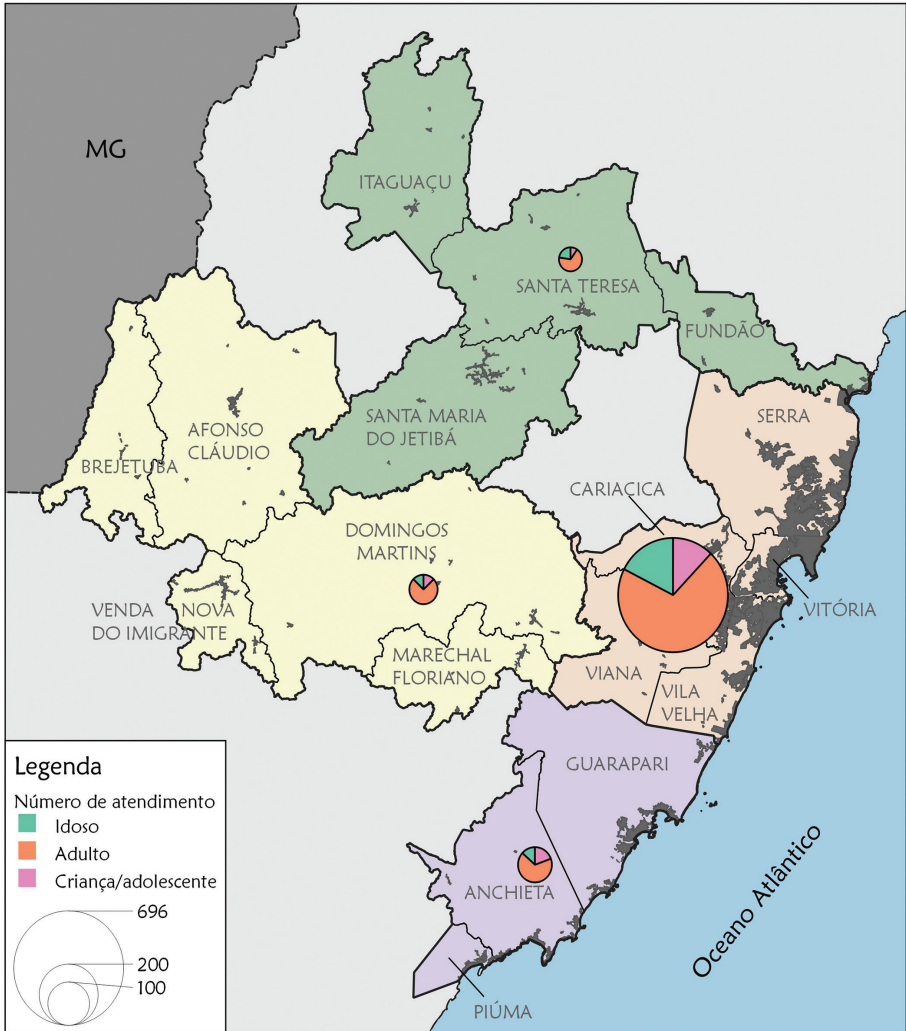 MG
ITAGUAÇU
SANTA TERESA
FUNDÃO
SERRA
SANTA MARIA
DO JETIBÁ
AFONSO
CLÁUDIO
BREJETUBA
CARIACICA
DOMINGOS
MARTINS
VENDA NOVA
DO IMIGRANTE
VITÓRIA
MARECHAL
FLORIANO
VIANA
VILA
VELHA
GUARAPARI
ANCHIETA
PIÚMA
Oceano Atlântico
Legenda
Número de atendimento
Idoso
Adulto
Criança/adolescente
696
200
100